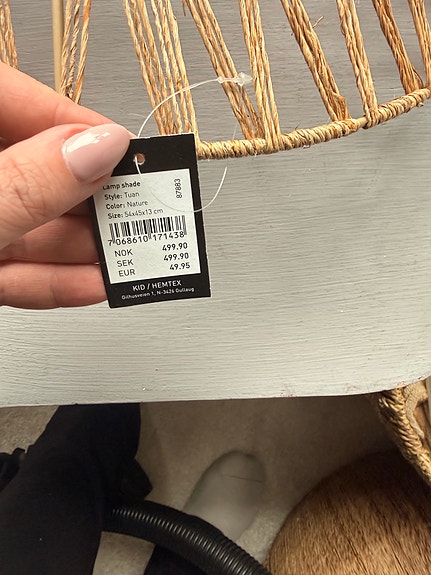 Lamp shade
Style: Tuan
Color: Nature
Size: 54x45x13 cm
87883
7 068610 171438
NOK 499.90
SEK 499.90
EUR 49.95
KID / HEMTEX
Gilhusveien 1, N-3426 Gullaug